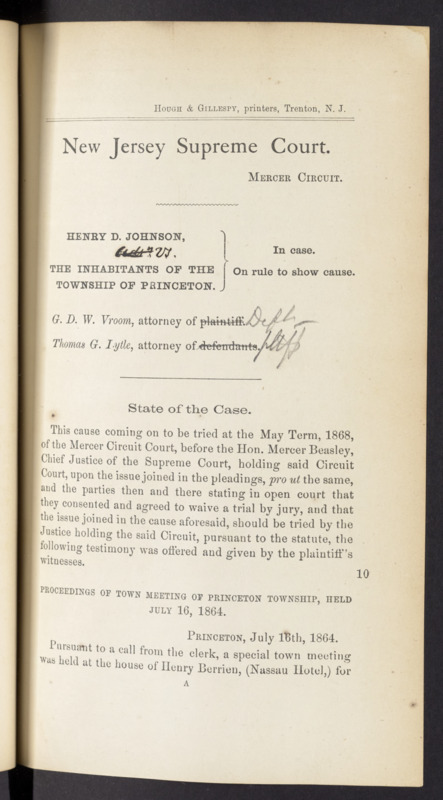 HOUGH & GILLESPY, printers, Trenton, N. J.
New Jersey Supreme Court.
MERCER CIRCUIT.
HENRY D. JOHNSON,
vs.
THE INHABITANTS OF THE
TOWNSHIP OF PRINCETON.
In case.
On rule to show cause.
G. D. W. Vroom, attorney of plaintiff. Deft
Thomas G. Lytle, attorney of defendants. pltff
State of the Case.
This cause coming on to be tried at the May Term, 1868,
of the Mercer Circuit Court, before the Hon. Mercer Beasley,
Chief Justice of the Supreme Court, holding said Circuit
Court, upon the issue joined in the pleadings, pro ut the same,
and the parties then and there stating in open court that
they consented and agreed to waive a trial by jury, and that
the issue joined in the cause aforesaid, should be tried by the
Justice holding the said Circuit, pursuant to the statute, the
following testimony was offered and given by the plaintiff's
witnesses.
10
PROCEEDINGS OF TOWN MEETING OF PRINCETON TOWNSHIP, HELD
JULY 16, 1864.
PRINCETON, July 16th, 1864.
Pursuant to a call from the clerk, a special town meeting
was held at the house of Henry Berrien, (Nassau Hotel,) for
A